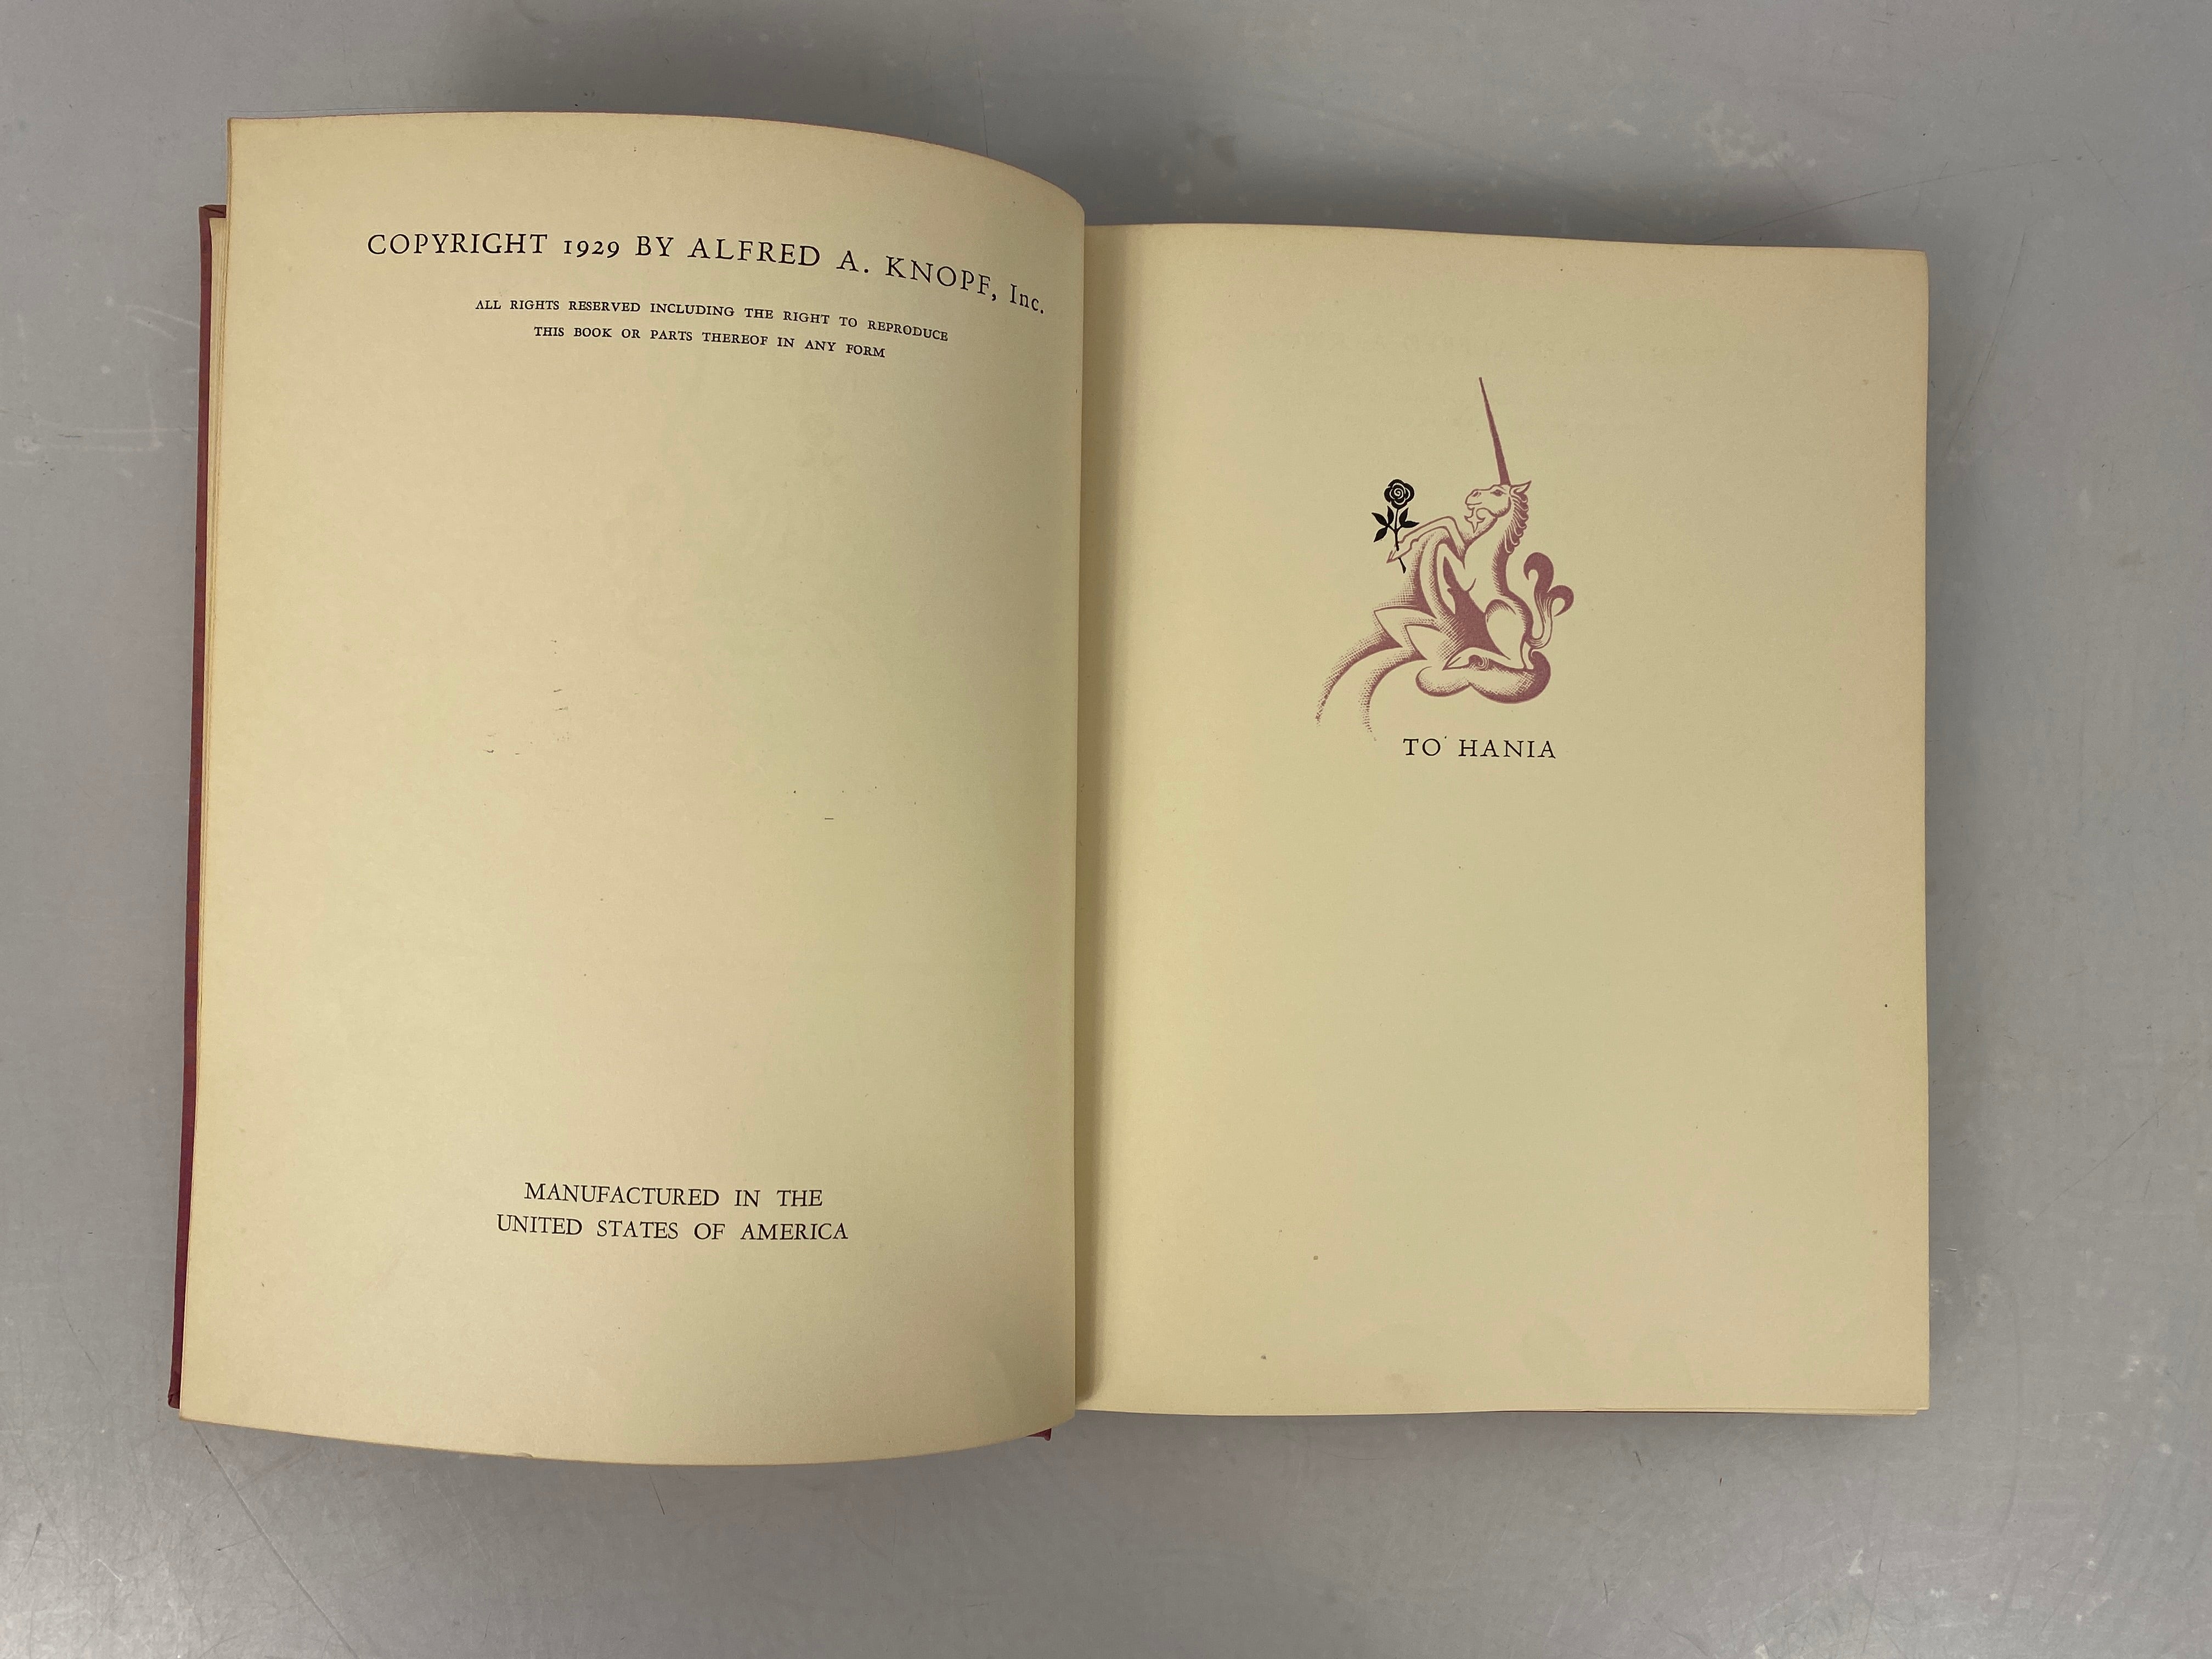 COPYRIGHT 1929 BY ALFRED A. KNOPF, Inc.
ALL RIGHTS RESERVED INCLUDING THE RIGHT TO REPRODUCE
THIS BOOK OR PARTS THEREOF IN ANY FORM
MANUFACTURED IN THE
UNITED STATES OF AMERICA
TO HANIA